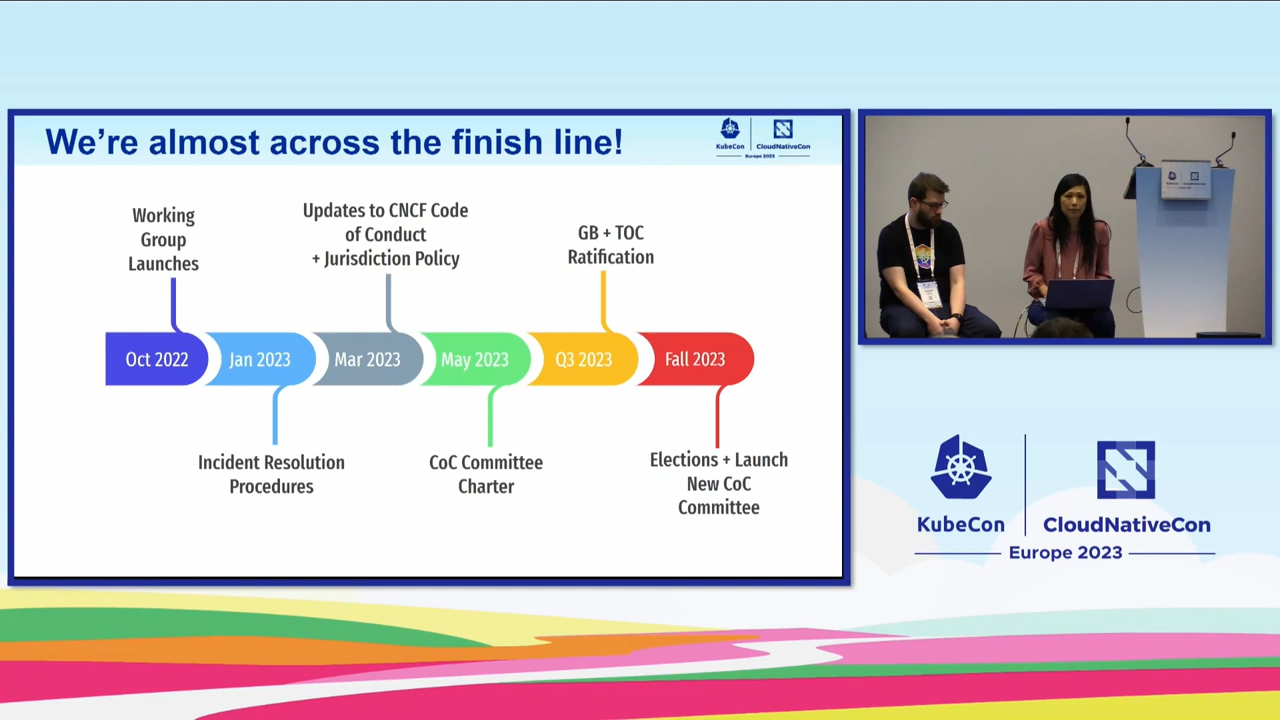 We're almost across the finish line!
KubeCon
CloudNativeCon
Europe 2023
Working
Group
Launches
Updates to CNCF Code
of Conduct
+ Jurisdiction Policy
GB + TOC
Ratification
Oct 2022
Jan 2023
Mar 2023
May 2023
Q3 2023
Fall 2023
Incident Resolution
Procedures
CoC Committee
Charter
Elections + Launch
New CoC
Committee
KubeCon
CloudNativeCon
Europe 2023